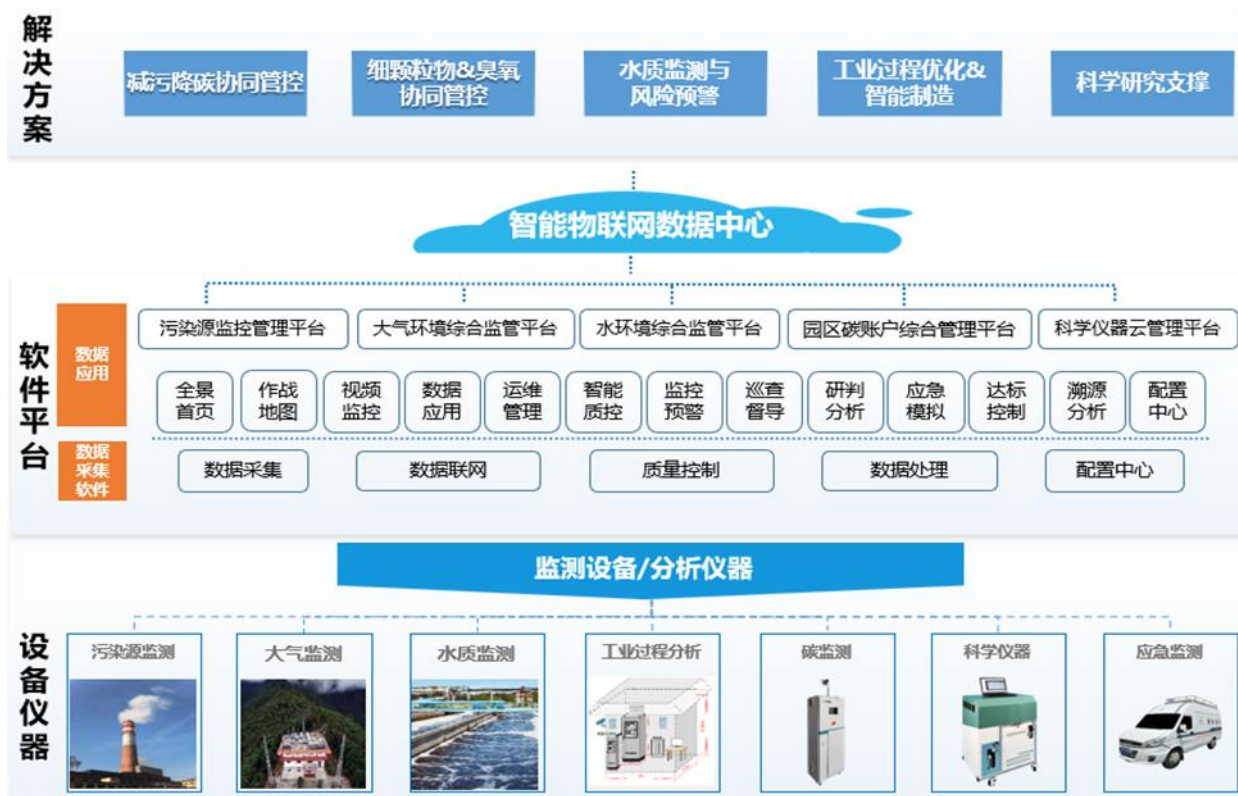 解决方案
减污降碳协同管控
细颗粒物&臭氧
协同管控
水质监测与
风险预警
工业过程优化&
智能制造
科学研究支撑
智能物联网数据中心
软件平台
数据
应用
污染源监控管理平台
大气环境综合监管平台
水环境综合监管平台
园区碳账户综合管理平台
科学仪器云管理平台
全景
首页
作战
地图
视频
监控
数据
应用
运维
管理
智能
质控
监控
预警
巡查
督导
研判
分析
应急
模拟
达标
控制
溯源
分析
配置
中心
数据
采集
软件
数据采集
数据联网
质量控制
数据处理
配置中心
监测设备/分析仪器
设备仪器
污染源监测
大气监测
水质监测
工业过程分析
碳监测
科学仪器
应急监测